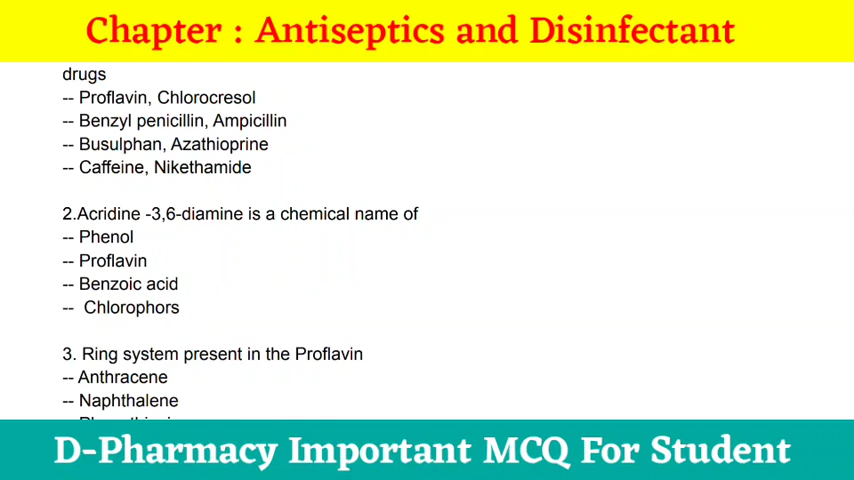 Chapter : Antiseptics and Disinfectant
drugs
-- Proflavin, Chlorocresol
-- Benzyl penicillin, Ampicillin
-- Busulphan, Azathioprine
-- Caffeine, Nikethamide
2.Acridine -3,6-diamine is a chemical name of
-- Phenol
-- Proflavin
-- Benzoic acid
-- Chlorophors
3. Ring system present in the Proflavin
-- Anthracene
-- Naphthalene
D-Pharmacy Important MCQ For Student